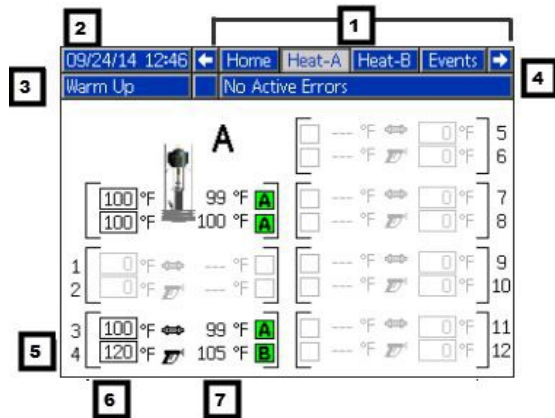 1
2
09/24/14 12:46 Home Heat-A Heat-B Events
3 Warm Up No Active Errors 4
A
--- °F 0 °F 5
--- °F 0 °F 6
100 °F 99 °F A
100 °F 100 °F A
--- °F 0 °F 7
--- °F 0 °F 8
1 0 °F --- °F
2 0 °F --- °F
--- °F 0 °F 9
--- °F 0 °F 10
3 100 °F 99 °F A
4 120 °F 105 °F B
--- °F 0 °F 11
--- °F 0 °F 12
5
6 7